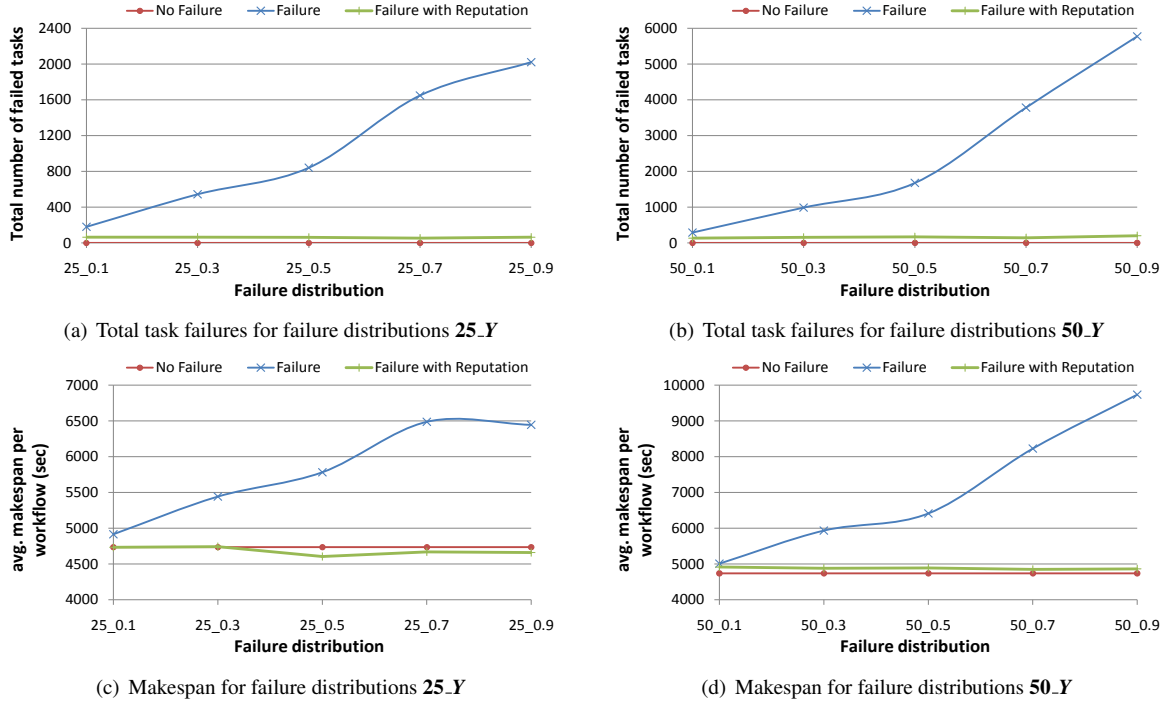 No Failure Failure Failure with Reputation
2400
2000
1600
1200
800
400
0
Total number of failed tasks
25_0.1 25_0.3 25_0.5 25_0.7 25_0.9
Failure distribution
(a) Total task failures for failure distributions 25_Y
No Failure Failure Failure with Reputation
6000
5000
4000
3000
2000
1000
0
Total number of failed tasks
50_0.1 50_0.3 50_0.5 50_0.7 50_0.9
Failure distribution
(b) Total task failures for failure distributions 50_Y
No Failure Failure Failure with Reputation
7000
6500
6000
5500
5000
4500
4000
avg. makespan per
workflow (sec)
25_0.1 25_0.3 25_0.5 25_0.7 25_0.9
Failure distribution
(c) Makespan for failure distributions 25_Y
No Failure Failure Failure with Reputation
10000
9000
8000
7000
6000
5000
4000
avg. makespan per
workflow (sec)
50_0.1 50_0.3 50_0.5 50_0.7 50_0.9
Failure distribution
(d) Makespan for failure distributions 50_Y